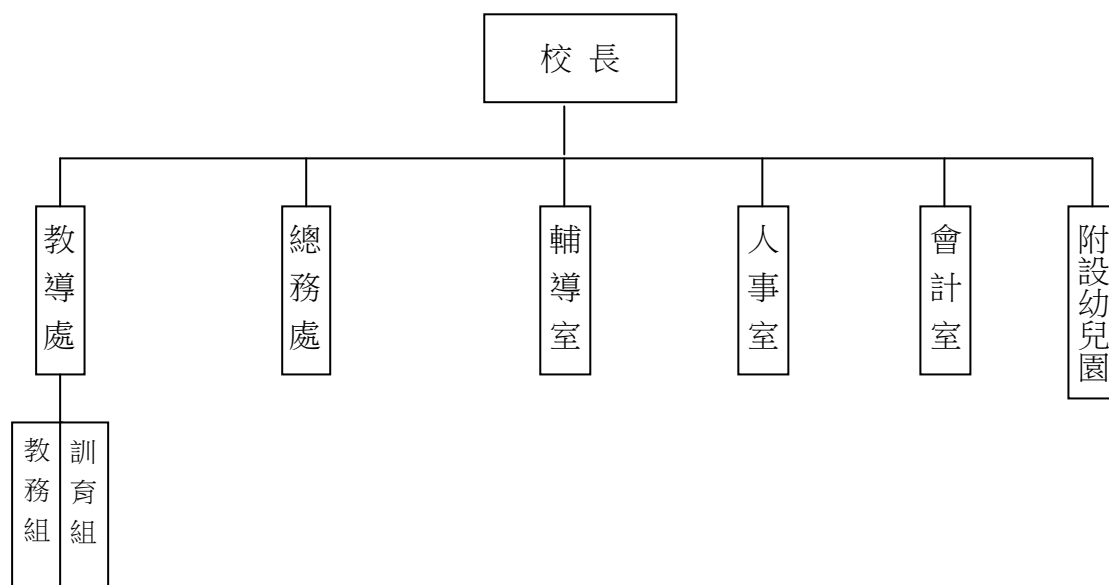 校長
教導處
總務處
輔導室
人事室
會計室
附設幼兒園
教務組
訓育組